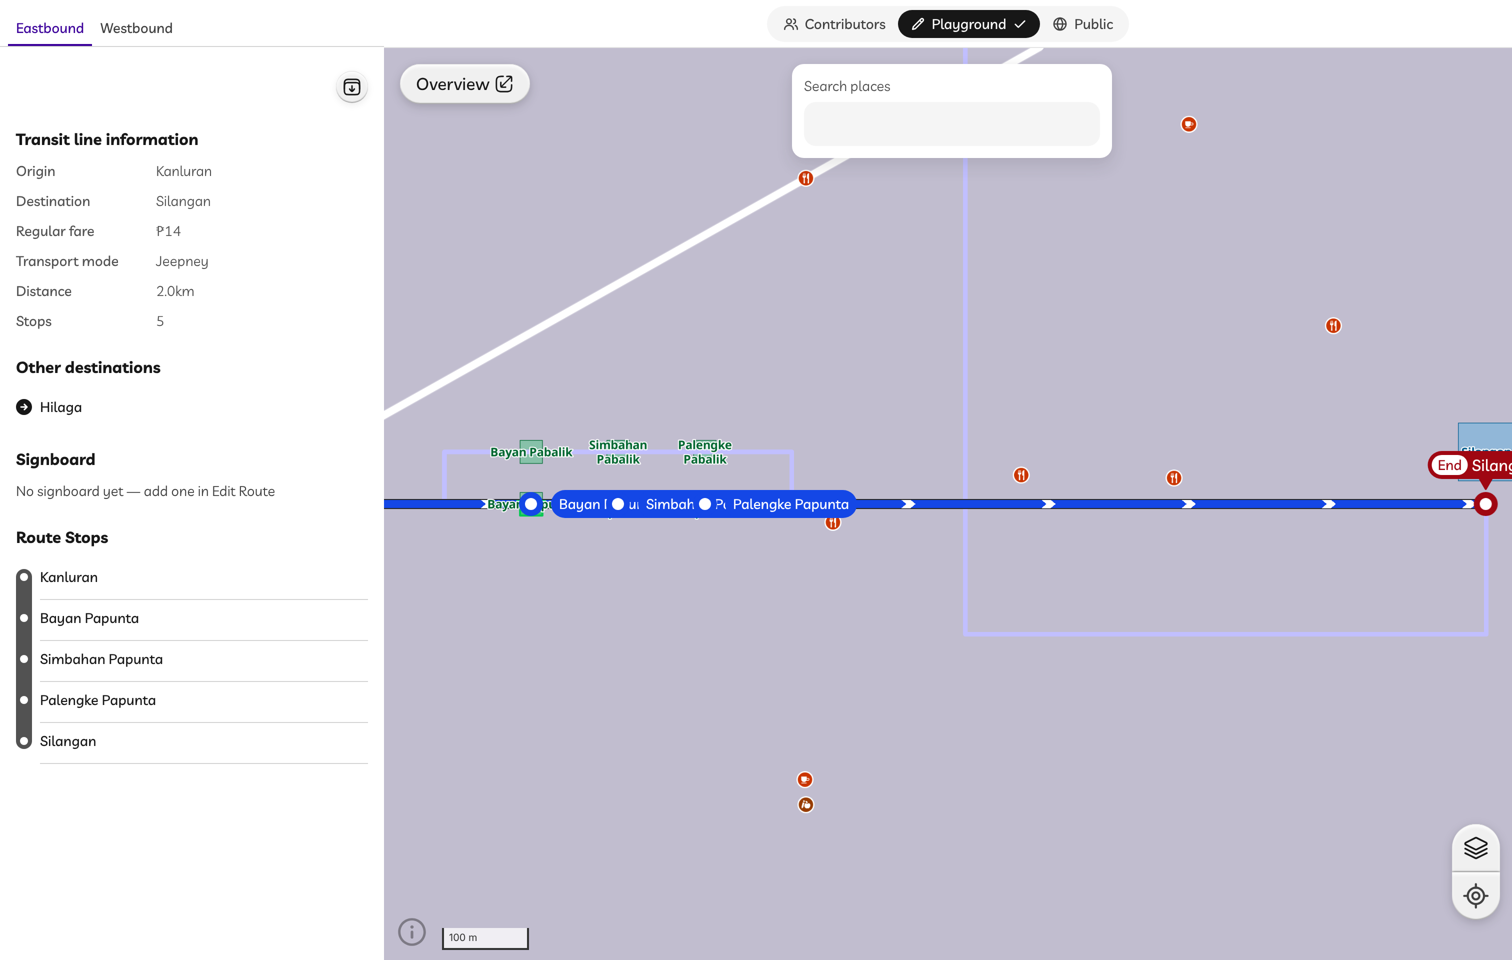 Eastbound
Westbound
Contributors
Playground
Public
Overview
Search places
Transit line information
Origin Kanluran
Destination Silangan
Regular fare ₱14
Transport mode Jeepney
Distance 2.0km
Stops 5
Other destinations
Hilaga
Signboard
No signboard yet — add one in Edit Route
Route Stops
Kanluran
Bayan Papunta
Simbahan Papunta
Palengke Papunta
Silangan
Bayan Pabalik
Simbahan
Pabalik
Palengke
Pabalik
End
Bayan
Palengke Papunta
100 m